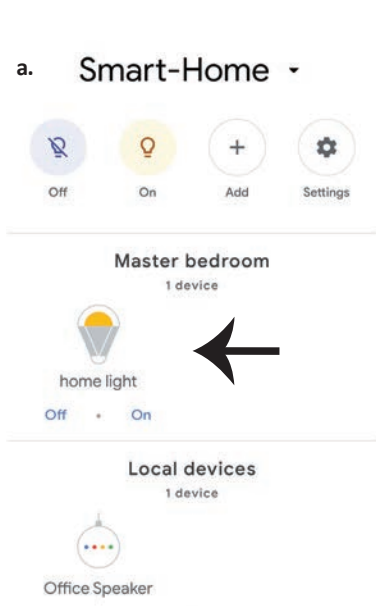 a. Smart-Home
Off On Add Settings
Master bedroom
1 device
home light
Off · On
Local devices
1 device
Office Speaker